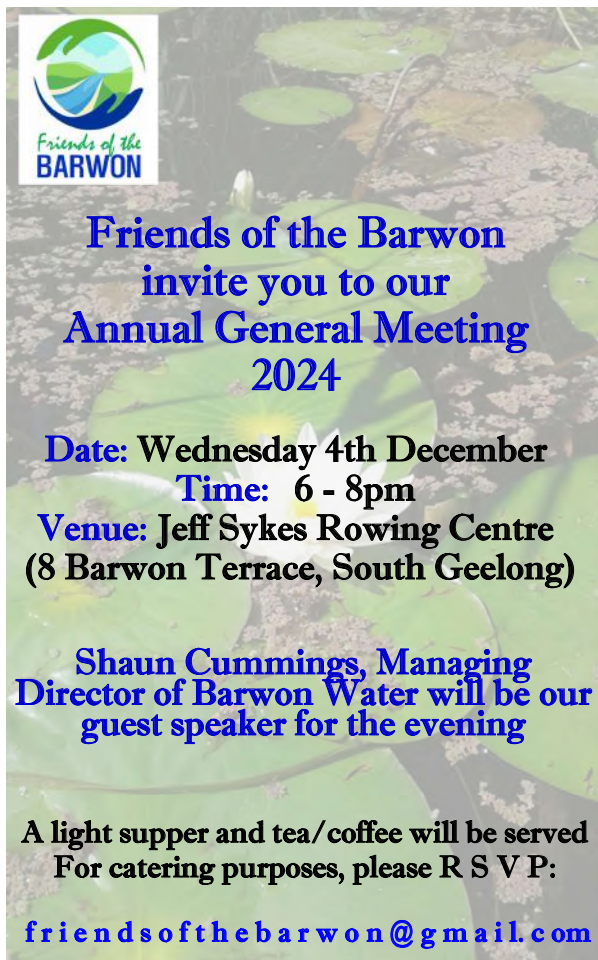 Friends of the
BARWON
Friends of the Barwon
invite you to our
Annual General Meeting
2024
Date: Wednesday 4th December
Time: 6 - 8pm
Venue: Jeff Sykes Rowing Centre
(8 Barwon Terrace, South Geelong)
Shaun Cummings, Managing
Director of Barwon Water will be our
guest speaker for the evening
A light supper and tea/coffee will be served
For catering purposes, please R S V P:
friendsofthebarwon@gmail.com